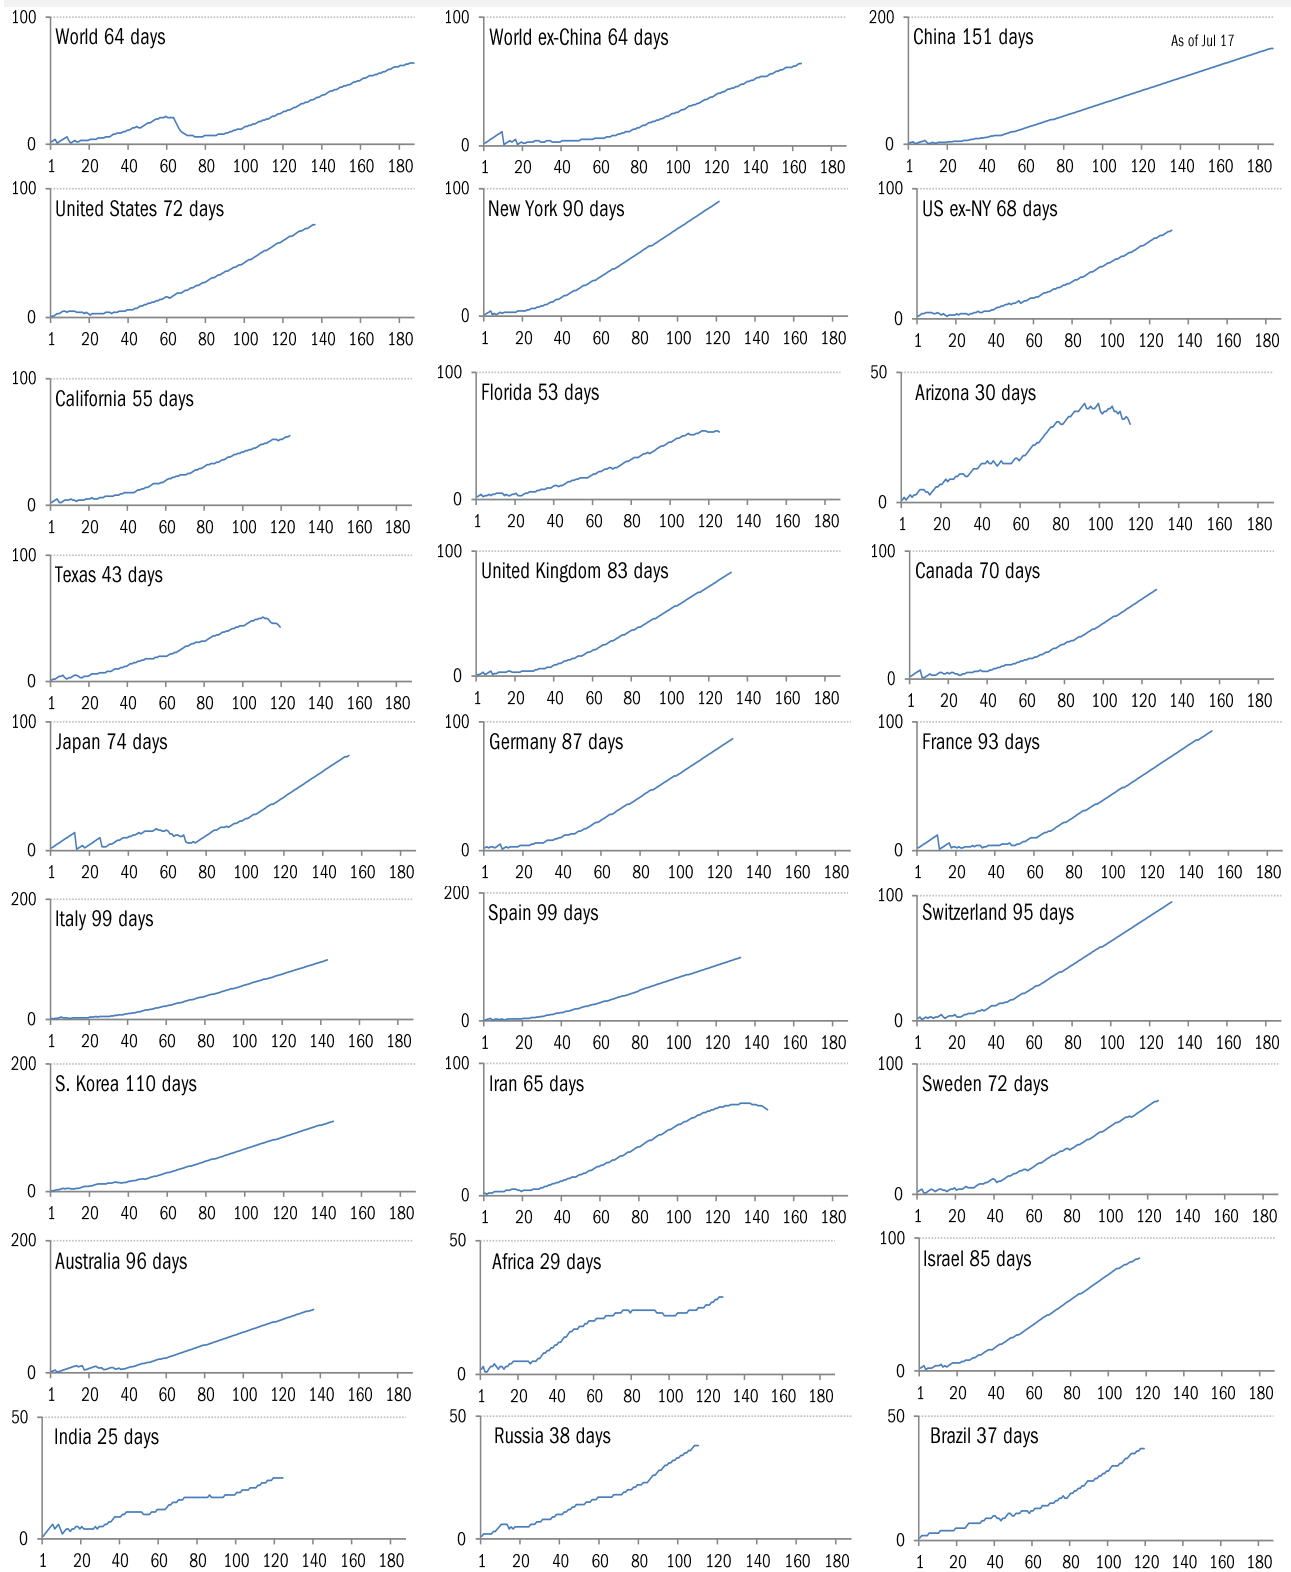 100
World 64 days
0
1 20 40 60 80 100 120 140 160 180
100
World ex-China 64 days
0
1 20 40 60 80 100 120 140 160 180
200
China 151 days
As of Jul 17
0
1 20 40 60 80 100 120 140 160 180
100
United States 72 days
0
1 20 40 60 80 100 120 140 160 180
100
New York 90 days
0
1 20 40 60 80 100 120 140 160 180
100
US ex-NY 68 days
0
1 20 40 60 80 100 120 140 160 180
100
California 55 days
0
1 20 40 60 80 100 120 140 160 180
100
Florida 53 days
0
1 20 40 60 80 100 120 140 160 180
50
Arizona 30 days
0
1 20 40 60 80 100 120 140 160 180
100
Texas 43 days
0
1 20 40 60 80 100 120 140 160 180
100
United Kingdom 83 days
0
1 20 40 60 80 100 120 140 160 180
100
Canada 70 days
0
1 20 40 60 80 100 120 140 160 180
100
Japan 74 days
0
1 20 40 60 80 100 120 140 160 180
100
Germany 87 days
0
1 20 40 60 80 100 120 140 160 180
100
France 93 days
0
1 20 40 60 80 100 120 140 160 180
200
Italy 99 days
0
1 20 40 60 80 100 120 140 160 180
200
Spain 99 days
0
1 20 40 60 80 100 120 140 160 180
100
Switzerland 95 days
0
1 20 40 60 80 100 120 140 160 180
200
S. Korea 110 days
0
1 20 40 60 80 100 120 140 160 180
100
Iran 65 days
0
1 20 40 60 80 100 120 140 160 180
100
Sweden 72 days
0
1 20 40 60 80 100 120 140 160 180
200
Australia 96 days
0
1 20 40 60 80 100 120 140 160 180
50
Africa 29 days
0
1 20 40 60 80 100 120 140 160 180
100
Israel 85 days
0
1 20 40 60 80 100 120 140 160 180
50
India 25 days
0
1 20 40 60 80 100 120 140 160 180
50
Russia 38 days
0
1 20 40 60 80 100 120 140 160 180
50
Brazil 37 days
0
1 20 40 60 80 100 120 140 160 180